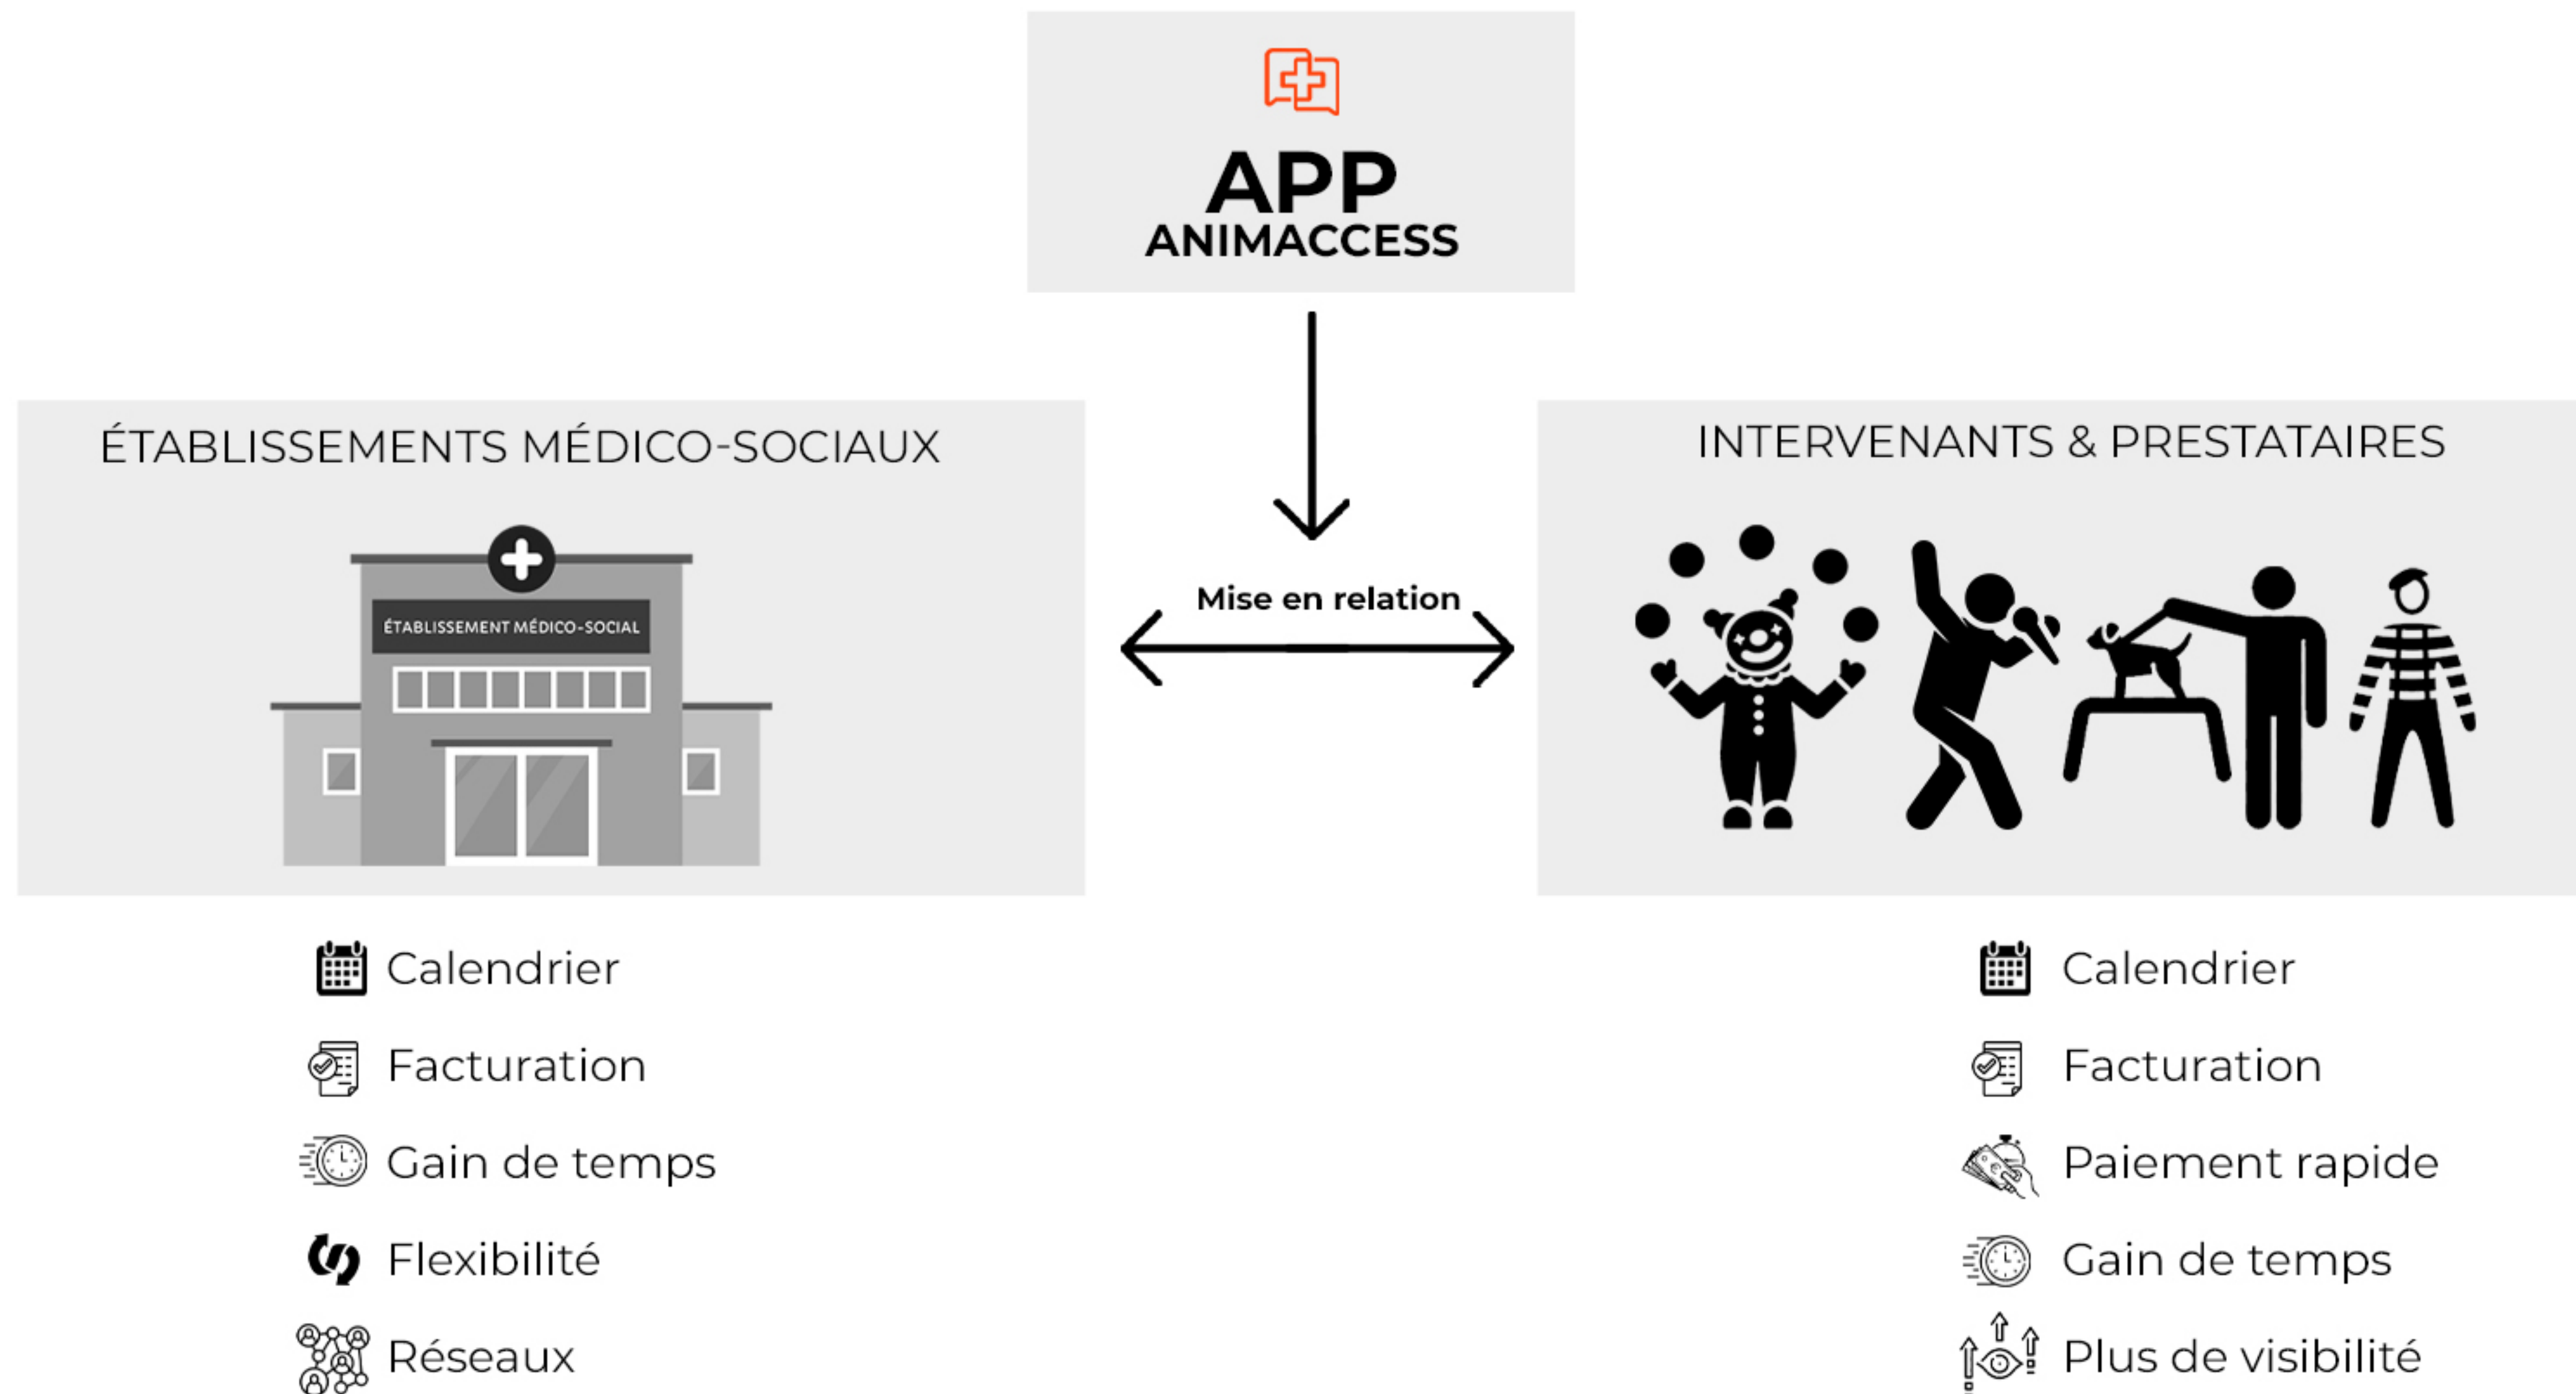 APP
ANIMACCESS
ÉTABLISSEMENTS MÉDICO-SOCIAUX
ÉTABLISSEMENT MÉDICO-SOCIAL
Mise en relation
INTERVENANTS & PRESTATAIRES
Calendrier
Facturation
Gain de temps
Flexibilité
Réseaux
Calendrier
Facturation
Paiement rapide
Gain de temps
Plus de visibilité